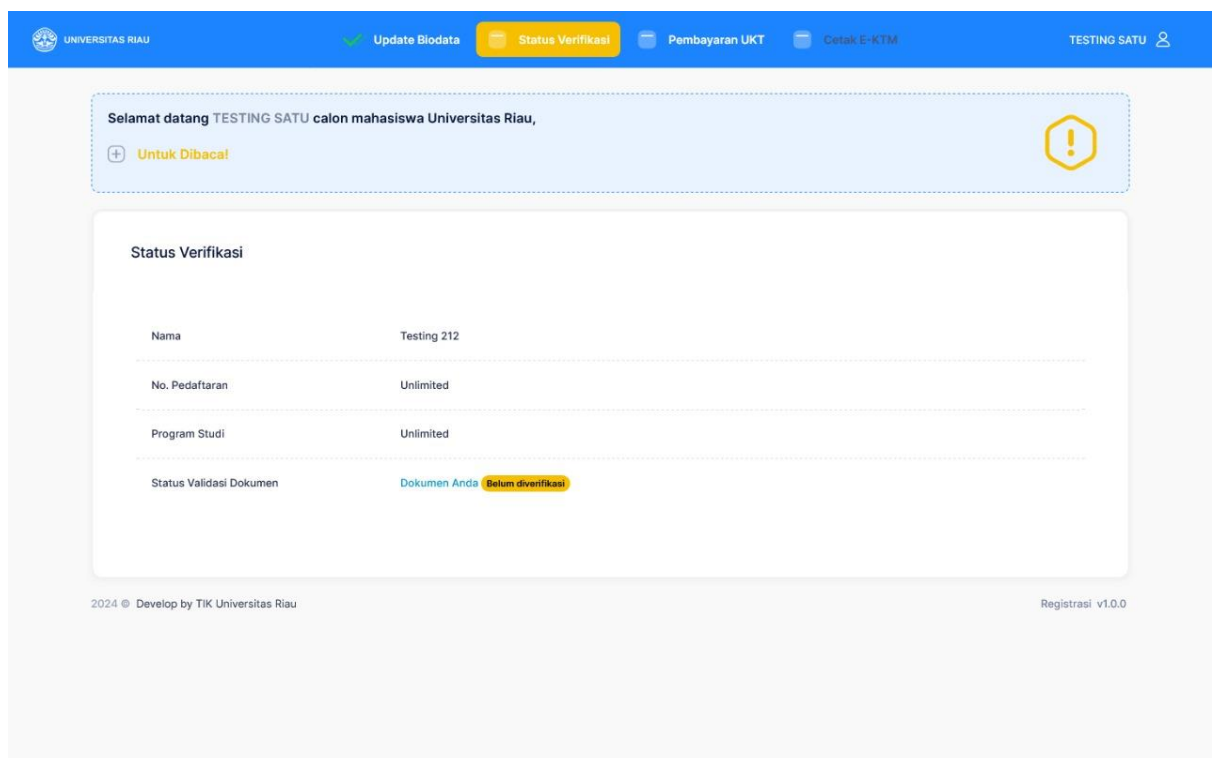 UNIVERSITAS RIAU Update Biodata Status Verifikasi Pembayaran UKT Cetak E-KTM TESTING SATU
Selamat datang TESTING SATU calon mahasiswa Universitas Riau,
Untuk Dibaca!
Status Verifikasi
Nama Testing 212
No. Pedaftaran Unlimited
Program Studi Unlimited
Status Validasi Dokumen Dokumen Anda Belum diverifikasi
2024 © Develop by TIK Universitas Riau Registrasi v1.0.0